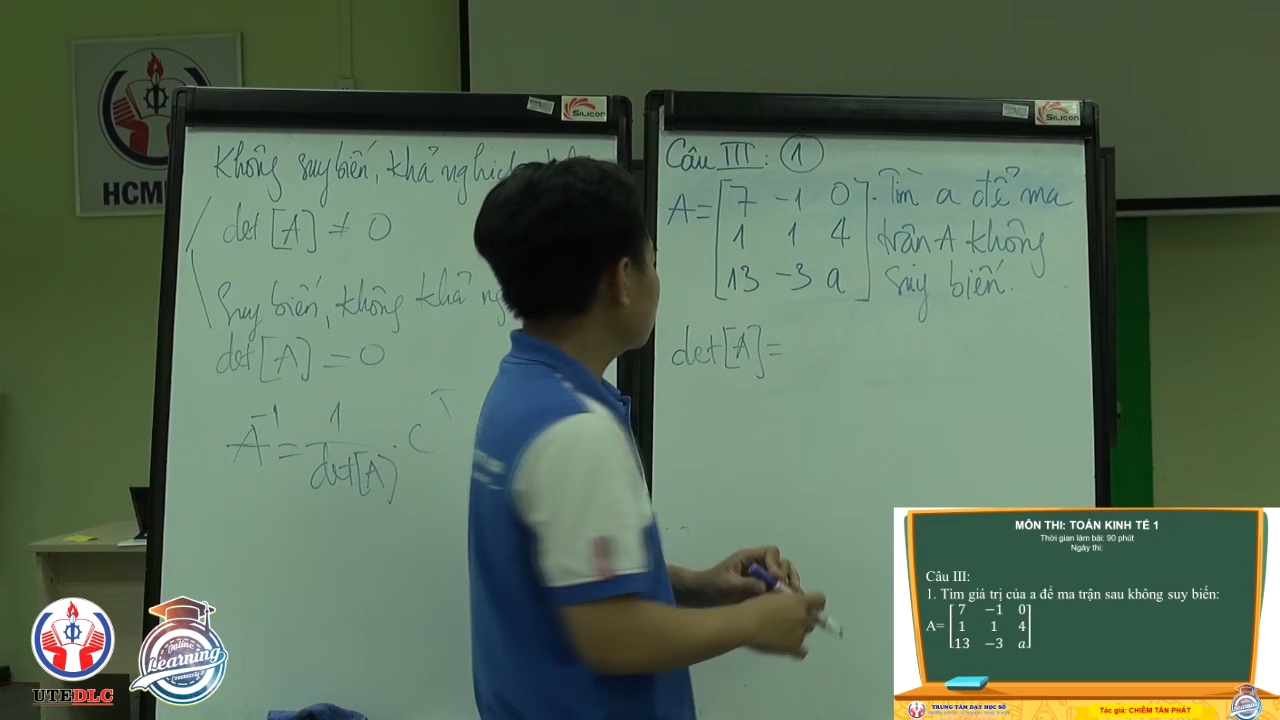 HCM
Không suy biến, khả nghịch
det [A] ≠ 0
Suy biến, không khả
det [A] = 0
A⁻¹ = 1 / det[A] . C^T
SILICON
SILICON
Câu III: 1
A = [7 -1 0
1 1 4
13 -3 a]. Tìm a để ma
trân A không
suy biến.
det [A] =
MÔN THI: TOÁN KINH TẾ 1
Thời gian làm bài: 90 phút
Ngày thi:
Câu III:
1. Tìm giá trị của a để ma trận sau không suy biến:
A= [7 −1 0
1 1 4
13 −3 a]
TRUNG TÂM DẠY HỌC SỐ
Tác giả: CHIÊM TẤN PHÁT
UTEDLC
Online
Learning
Community